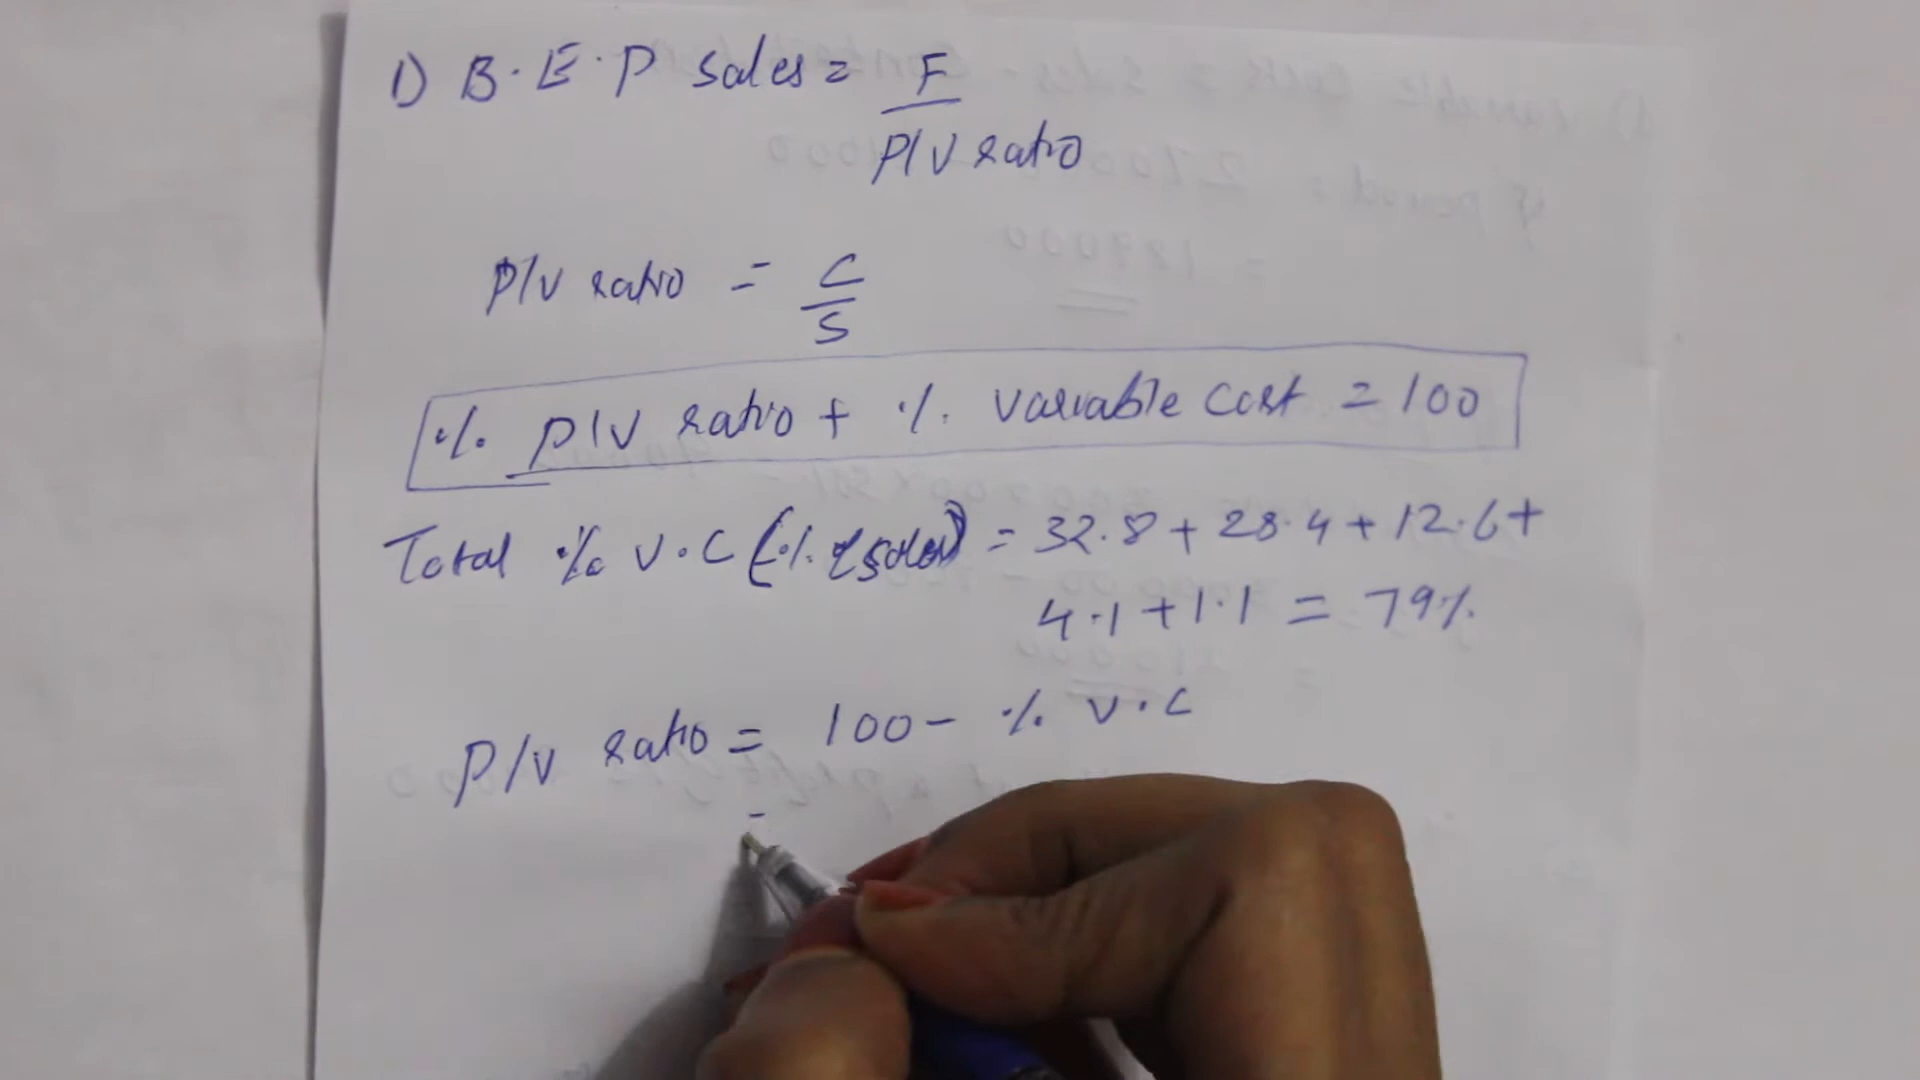 1) B.E.P sales = F
P/V ratio
P/V ratio = C
S
% P/V ratio + % variable cost = 100
Total % V.C (% of sales) = 32.8 + 28.4 + 12.6 +
4.1 + 1.1 = 79%
P/V ratio = 100 - % V.C
-